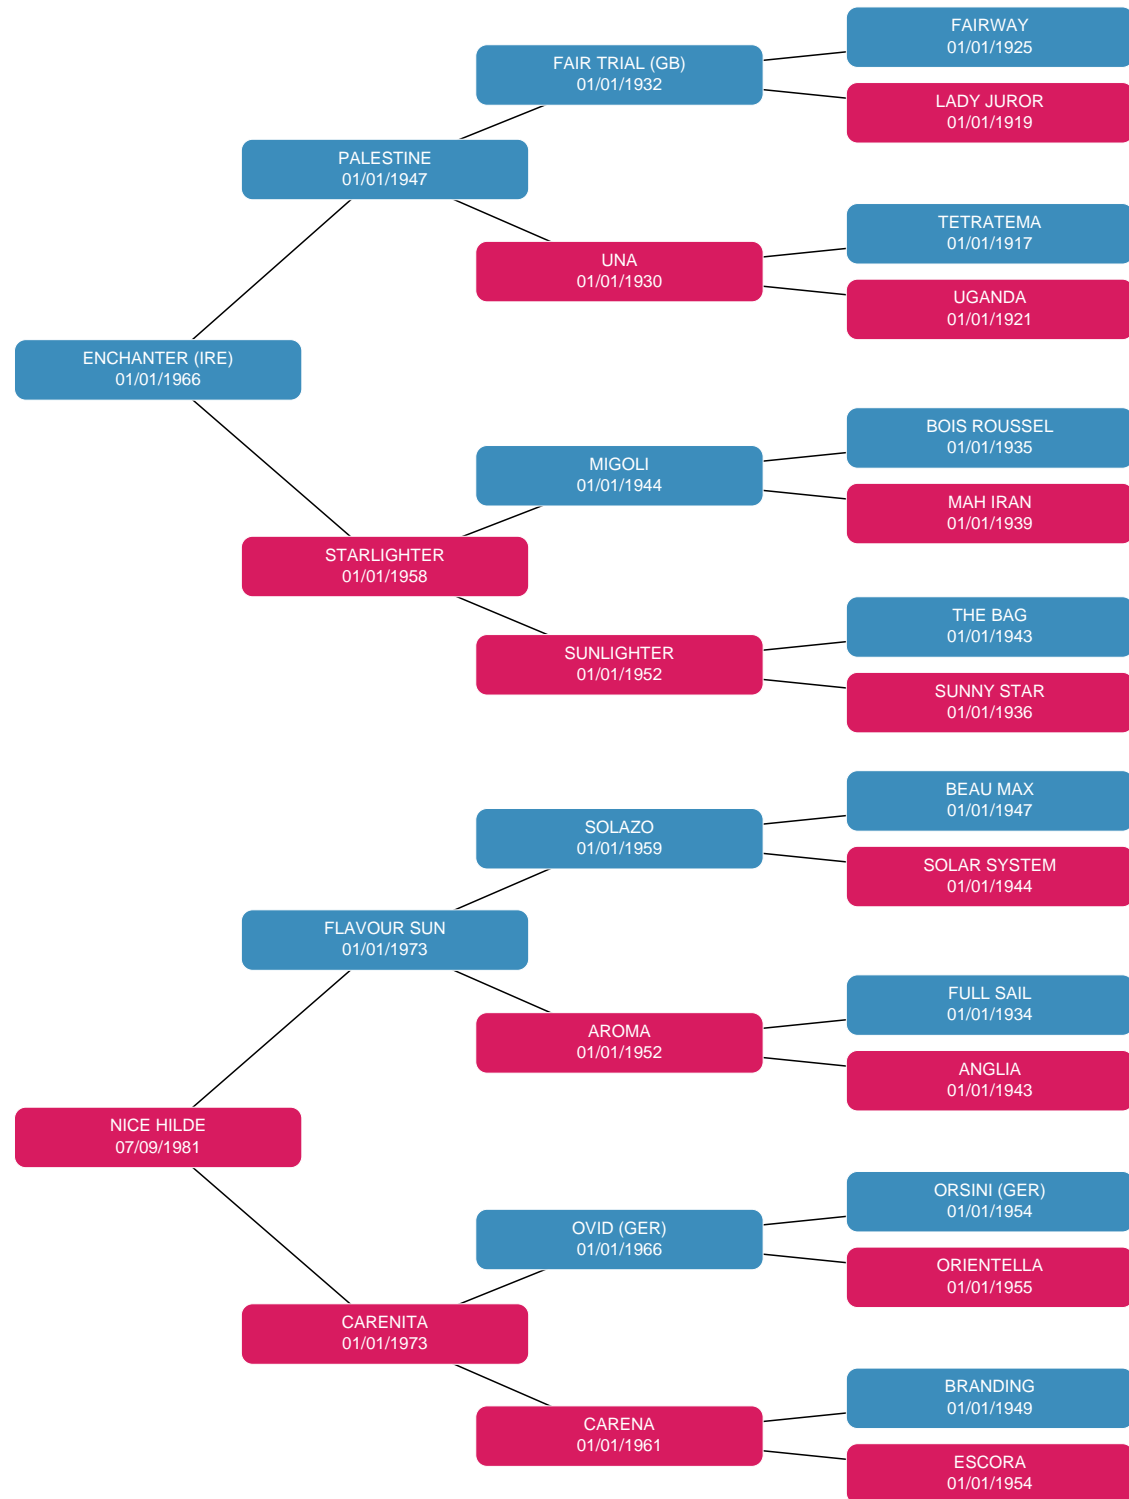 FAIRWAY
01/01/1925
FAIR TRIAL (GB)
01/01/1932
LADY JUROR
01/01/1919
PALESTINE
01/01/1947
TETRATEMA
01/01/1917
UNA
01/01/1930
UGANDA
01/01/1921
ENCHANTER (IRE)
01/01/1966
BOIS ROUSSEL
01/01/1935
MIGOLI
01/01/1944
MAH IRAN
01/01/1939
STARLIGHTER
01/01/1958
THE BAG
01/01/1943
SUNLIGHTER
01/01/1952
SUNNY STAR
01/01/1936
BEAU MAX
01/01/1947
SOLAZO
01/01/1959
SOLAR SYSTEM
01/01/1944
FLAVOUR SUN
01/01/1973
FULL SAIL
01/01/1934
AROMA
01/01/1952
ANGLIA
01/01/1943
NICE HILDE
07/09/1981
ORSINI (GER)
01/01/1954
OVID (GER)
01/01/1966
ORIENTELLA
01/01/1955
CARENITA
01/01/1973
BRANDING
01/01/1949
CARENA
01/01/1961
ESCORA
01/01/1954